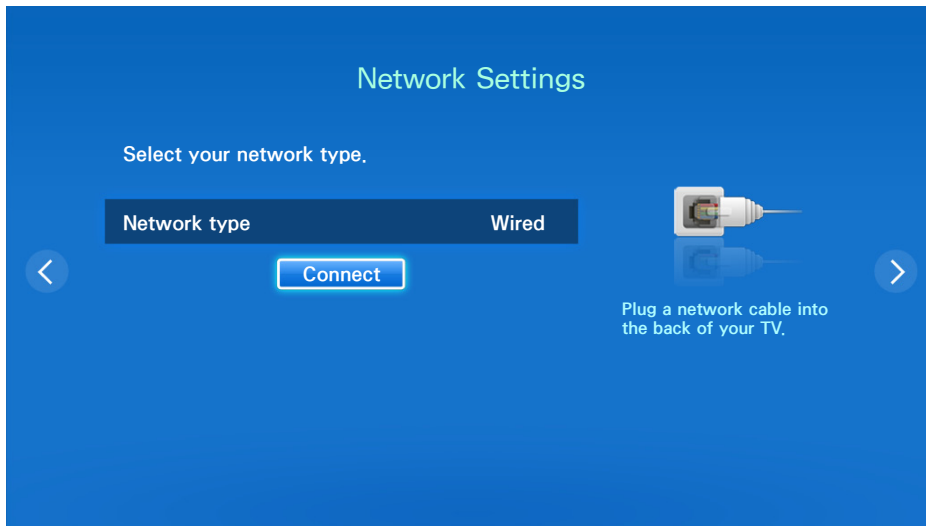 Network Settings
Select your network type.
Network type Wired
Connect
Plug a network cable into
the back of your TV.